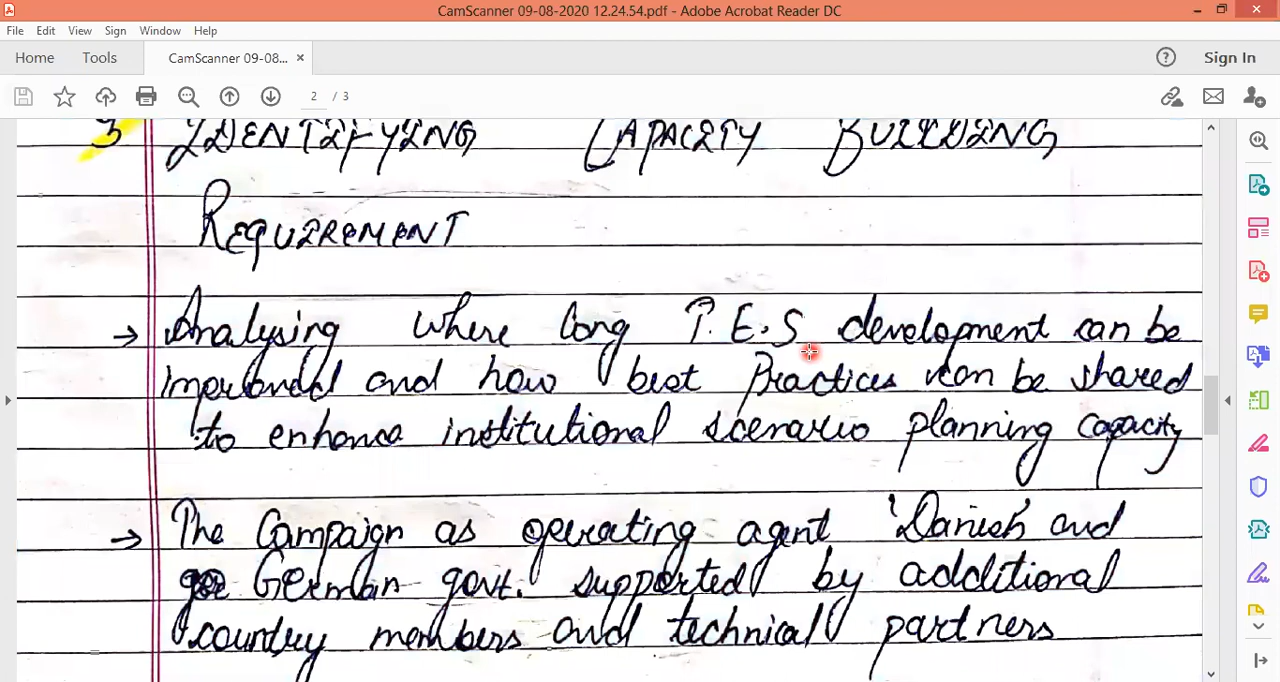 CamScanner 09-08-2020 12.24.54.pdf - Adobe Acrobat Reader DC
File Edit View Sign Window Help
Home Tools CamScanner 09-08... × Sign In
2 / 3
3 IDENTIFYING CAPACITY BUILDING
REQUIREMENT
→ Analysing where long T.E.S development can be
and how best Practices can be shared
to enhance institutional scenario planning capacity
→ The Campaign as operating agent 'Danish and
German govt. supported by additional
country members and technical partners